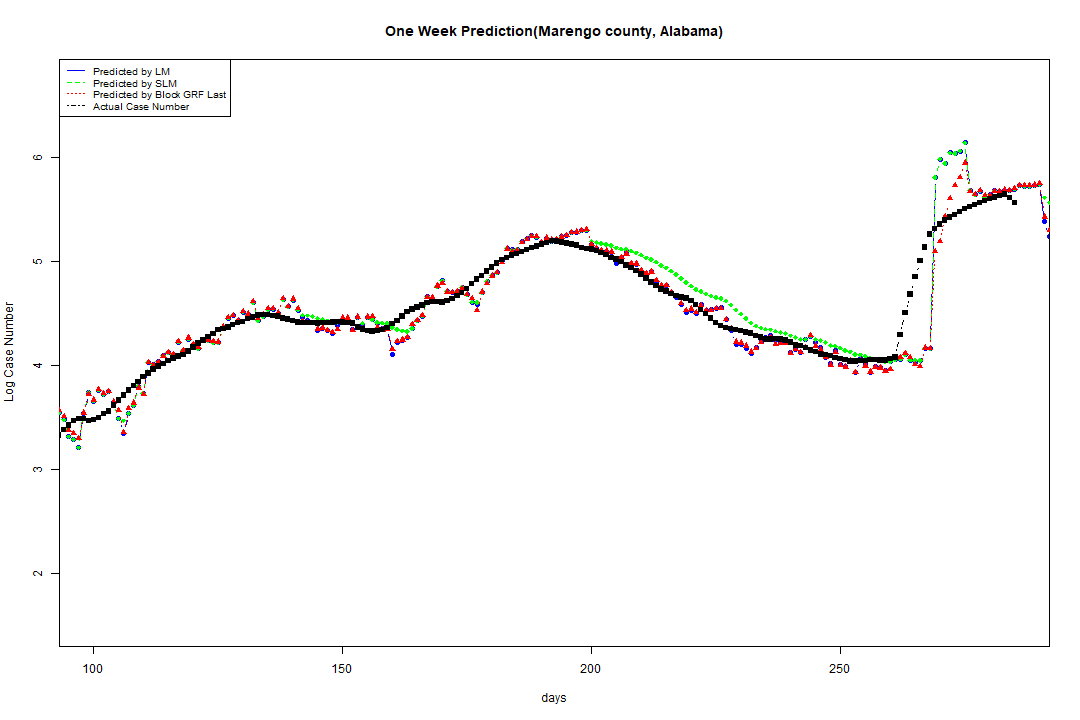 One Week Prediction(Marengo county, Alabama)
Predicted by LM
Predicted by SLM
Predicted by Block GRF Last
Actual Case Number
6
5
4
3
2
Log Case Number
100 150 200 250
days